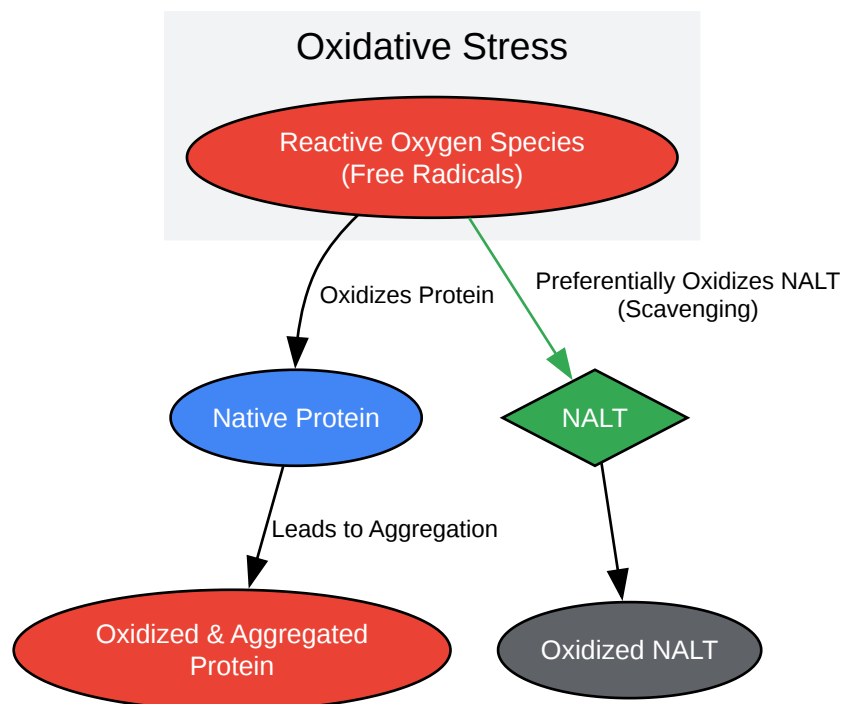 Oxidative Stress
Reactive Oxygen Species
(Free Radicals)
Oxidizes Protein
Preferentially Oxidizes NALT
(Scavenging)
Native Protein
NALT
Leads to Aggregation
Oxidized & Aggregated
Protein
Oxidized NALT